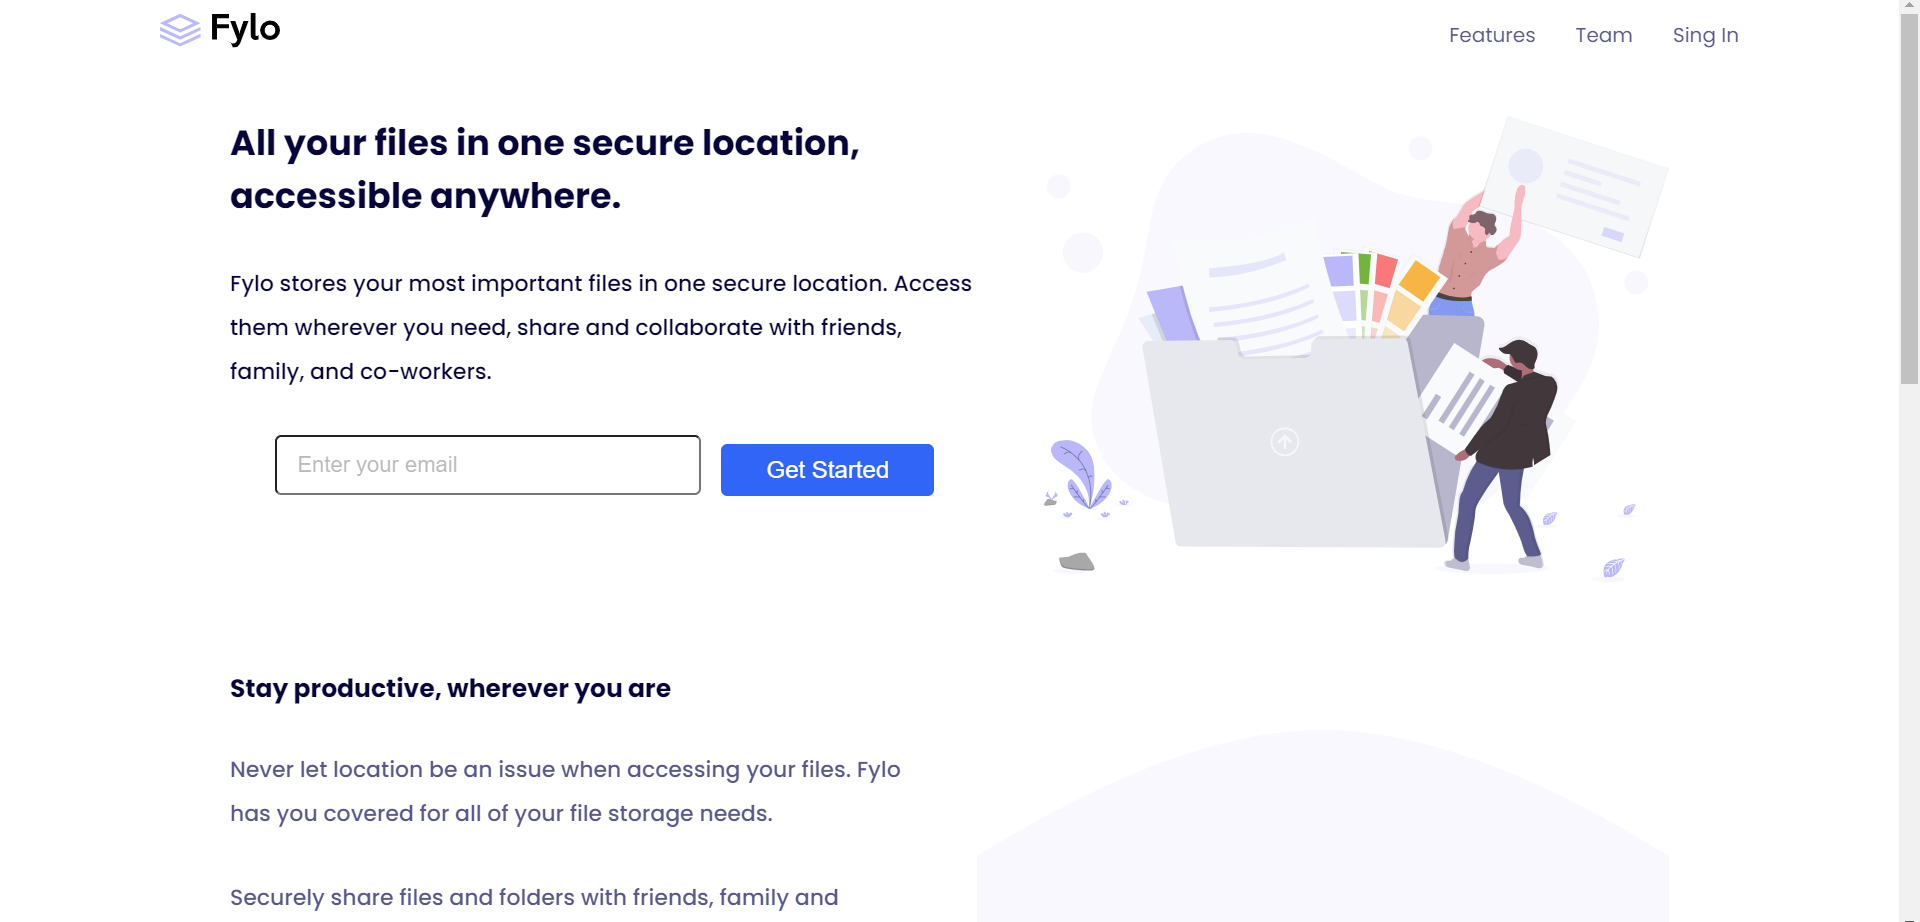 Fylo
Features
Team
Sing In
All your files in one secure location,
accessible anywhere.
Fylo stores your most important files in one secure location. Access
them wherever you need, share and collaborate with friends,
family, and co-workers.
Enter your email
Get Started
Stay productive, wherever you are
Never let location be an issue when accessing your files. Fylo
has you covered for all of your file storage needs.
Securely share files and folders with friends, family and